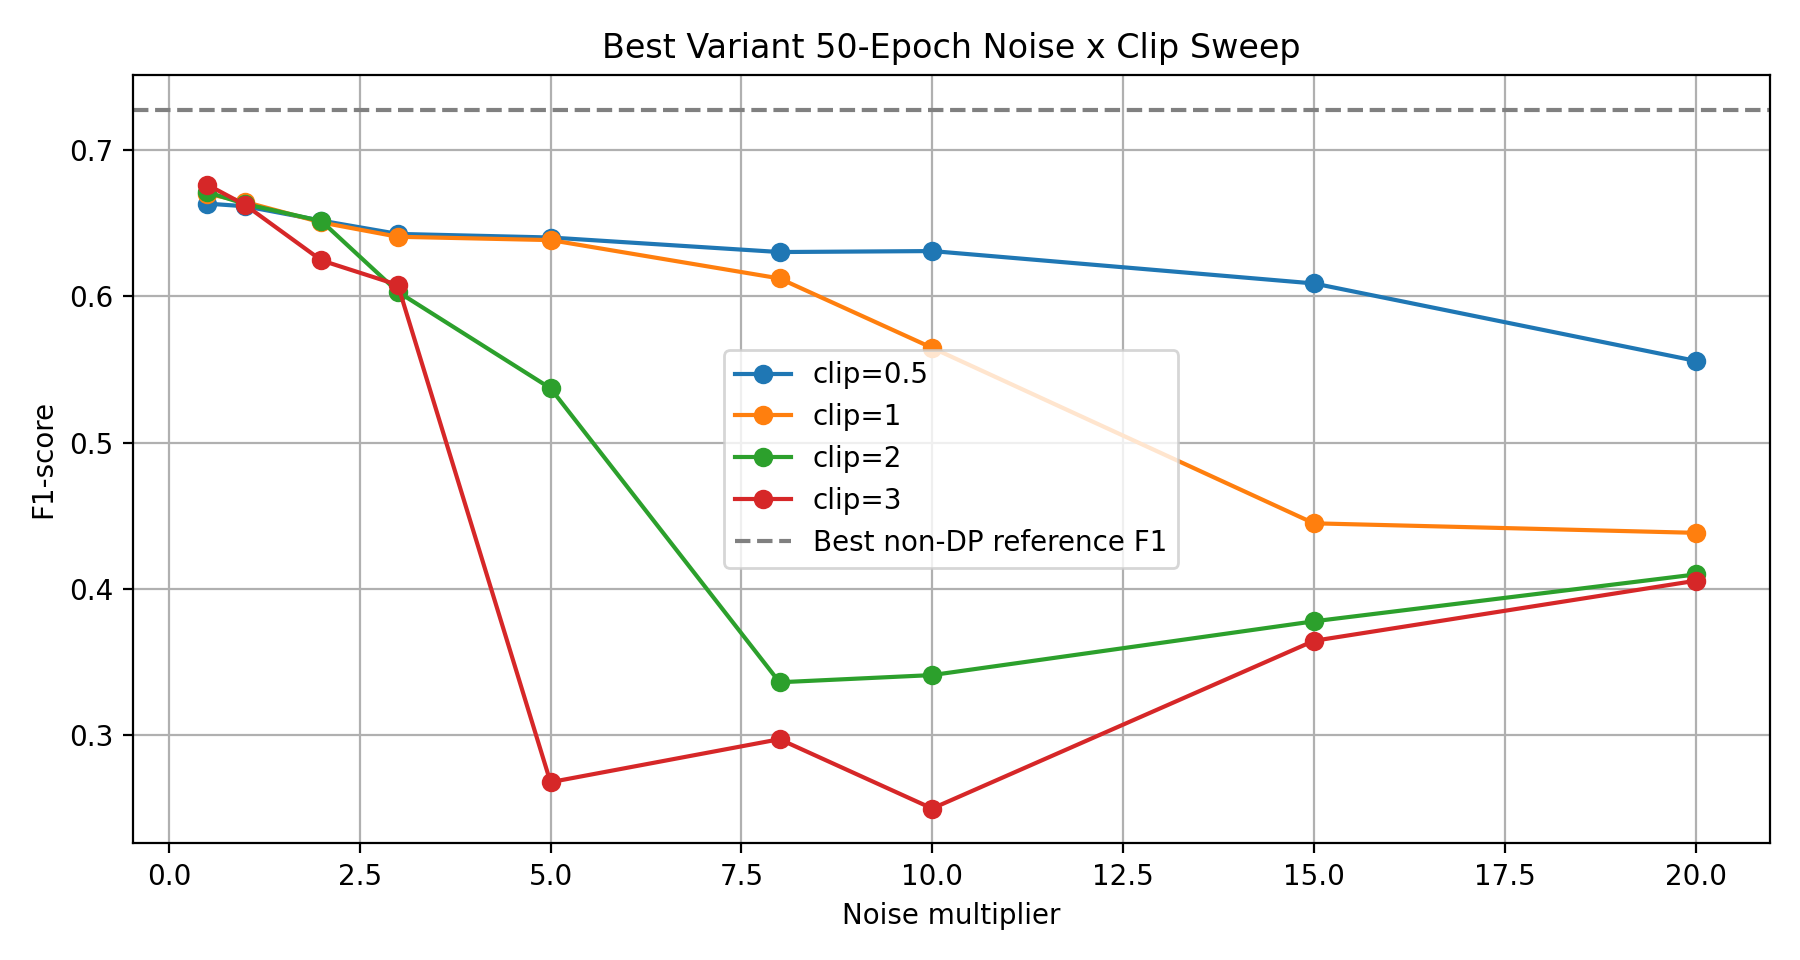 Best Variant 50-Epoch Noise x Clip Sweep
F1-score
0.7
0.6
0.5
0.4
0.3
clip=0.5
clip=1
clip=2
clip=3
Best non-DP reference F1
0.0 2.5 5.0 7.5 10.0 12.5 15.0 17.5 20.0
Noise multiplier